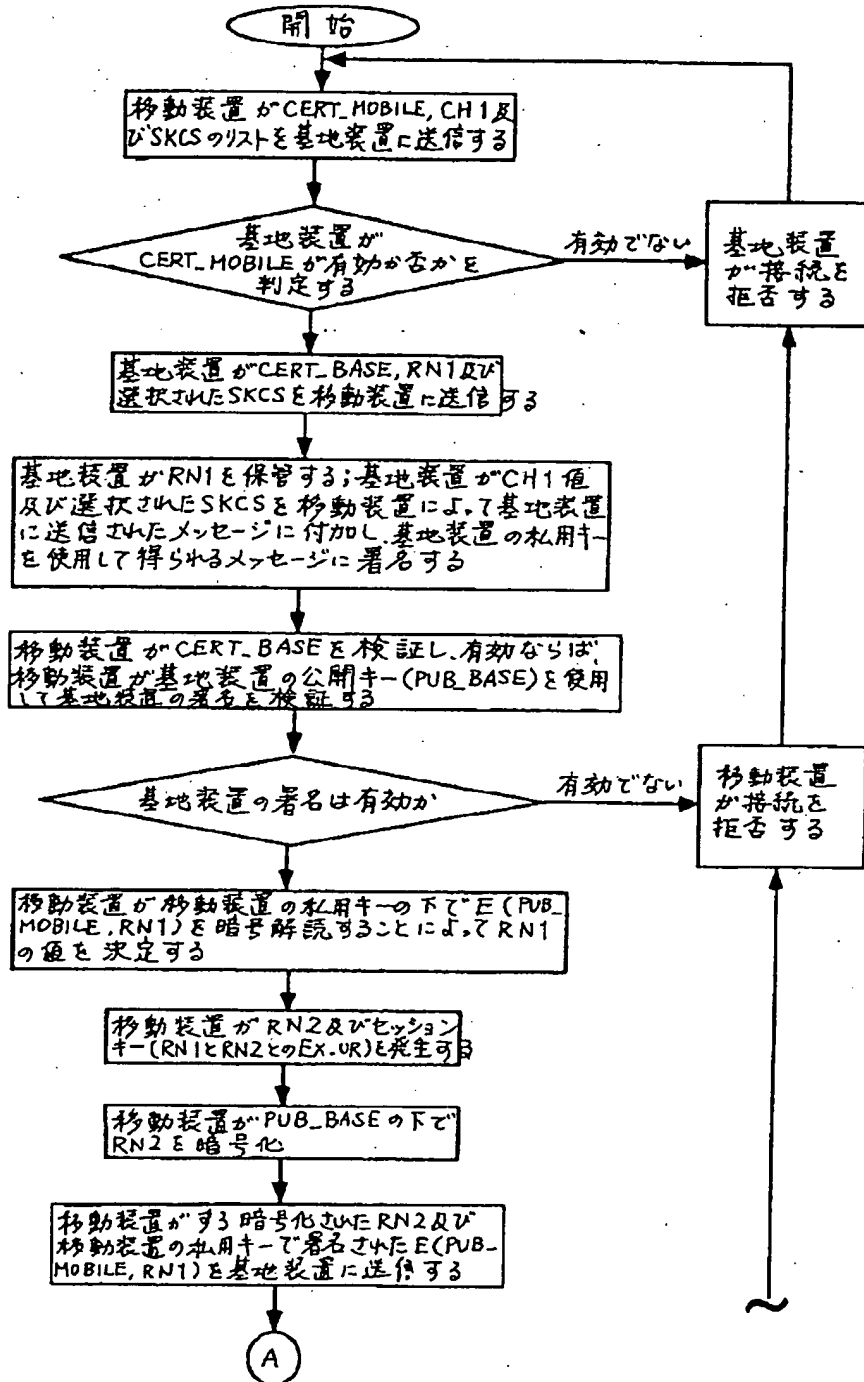 開始
移動装置がCERT_MOBILE, CH1及
びSKCSのリストを基地装置に送信する
基地装置が
CERT_MOBILEが有効か否かを
判定する
有効でない
基地装置
が接続を
拒否する
基地装置がCERT_BASE, RN1及び
選択されたSKCSを移動装置に送信する
基地装置がRN1を保管する;基地装置がCH1値
及び選択されたSKCSを移動装置によって基地装置
に送信されたメッセージに付加し、基地装置の私用キー
を使用して得られるメッセージに署名する
移動装置がCERT_BASEを検証し、有効ならば、
移動装置が基地装置の公開キー(PUB_BASE)を使用
して基地装置の署名を検証する
基地装置の署名は有効か
有効でない
移動装置
が接続を
拒否する
移動装置が移動装置の私用キーの下でE(PUB_
MOBILE, RN1)を暗号解読することによってRN1
の値を決定する
移動装置がRN2及びセッション
キー(RN1とRN2とのEX.UR)を発生する
移動装置がPUB_BASEの下で
RN2を暗号化
移動装置がする暗号化されたRN2及び
移動装置の私用キーで署名されたE(PUB_
MOBILE, RN1)を基地装置に送信する
A